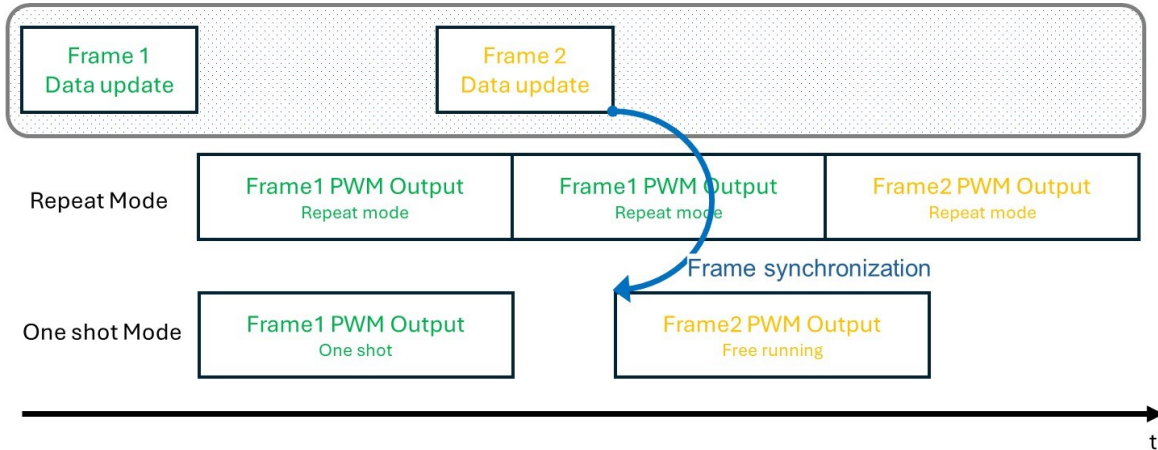 Frame 1
Data update
Frame 2
Data update
Repeat Mode
Frame1 PWM Output
Repeat mode
Frame1 PWM Output
Repeat mode
Frame2 PWM Output
Repeat mode
Frame synchronization
One shot Mode
Frame1 PWM Output
One shot
Frame2 PWM Output
Free running
t